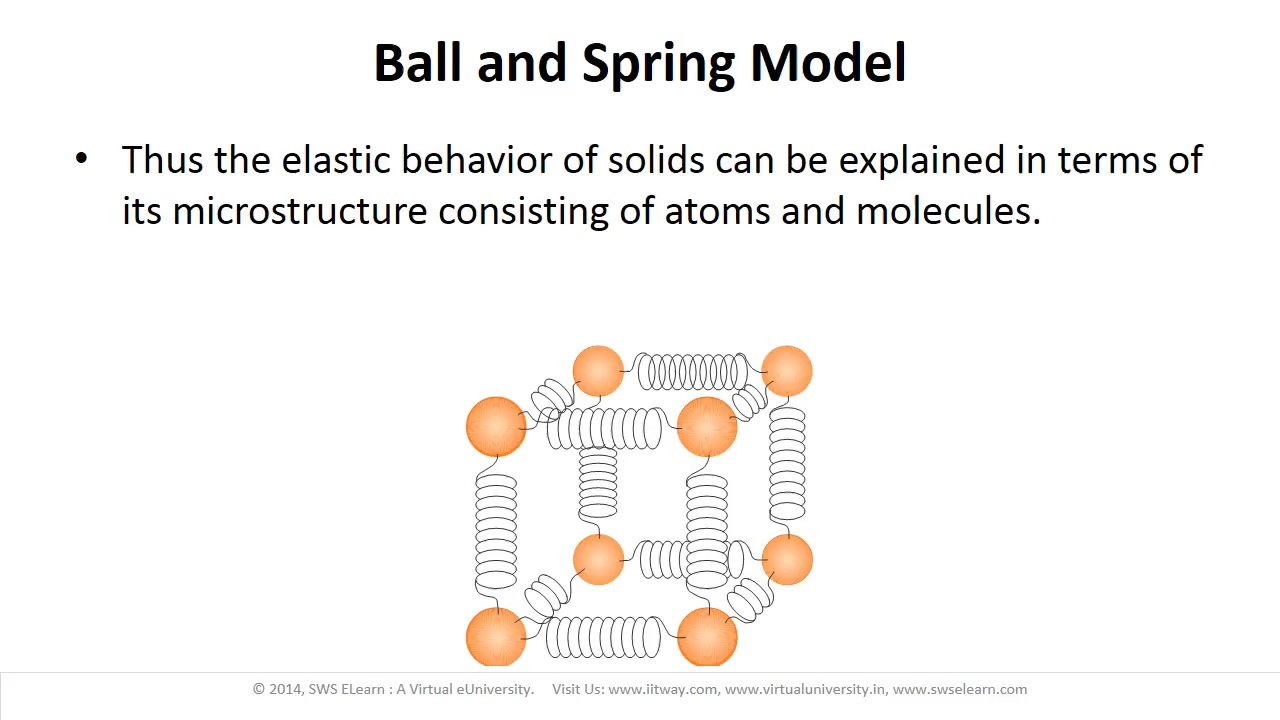 Ball and Spring Model
• Thus the elastic behavior of solids can be explained in terms of
its microstructure consisting of atoms and molecules.
© 2014, SWS ELearn : A Virtual eUniversity. Visit Us: www.iitway.com, www.virtualuniversity.in, www.swselearn.com